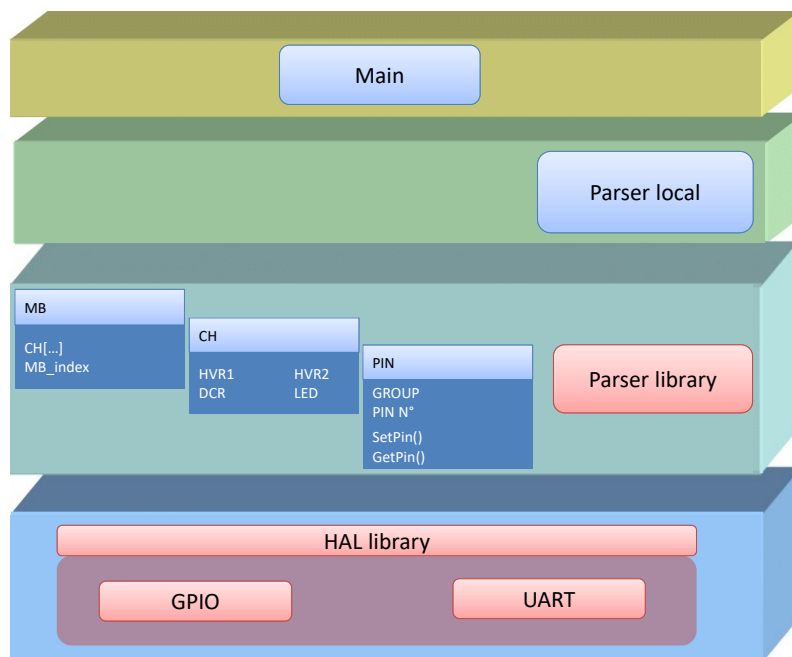 Main
Parser local
MB
CH[...]
MB_index
CH
HVR1 HVR2
DCR LED
PIN
GROUP
PIN N°
SetPin()
GetPin()
Parser library
HAL library
GPIO UART